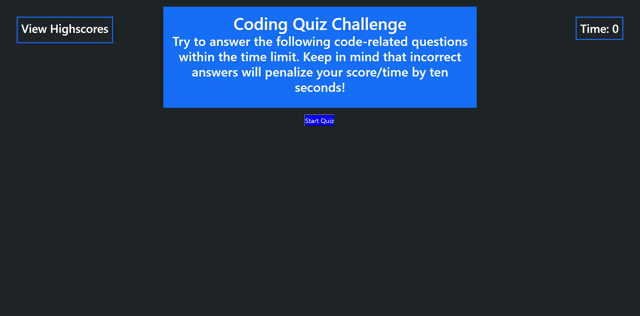 View Highscores
Coding Quiz Challenge
Time: 0
Try to answer the following code-related questions
within the time limit. Keep in mind that incorrect
answers will penalize your score/time by ten
seconds!
Start Quiz